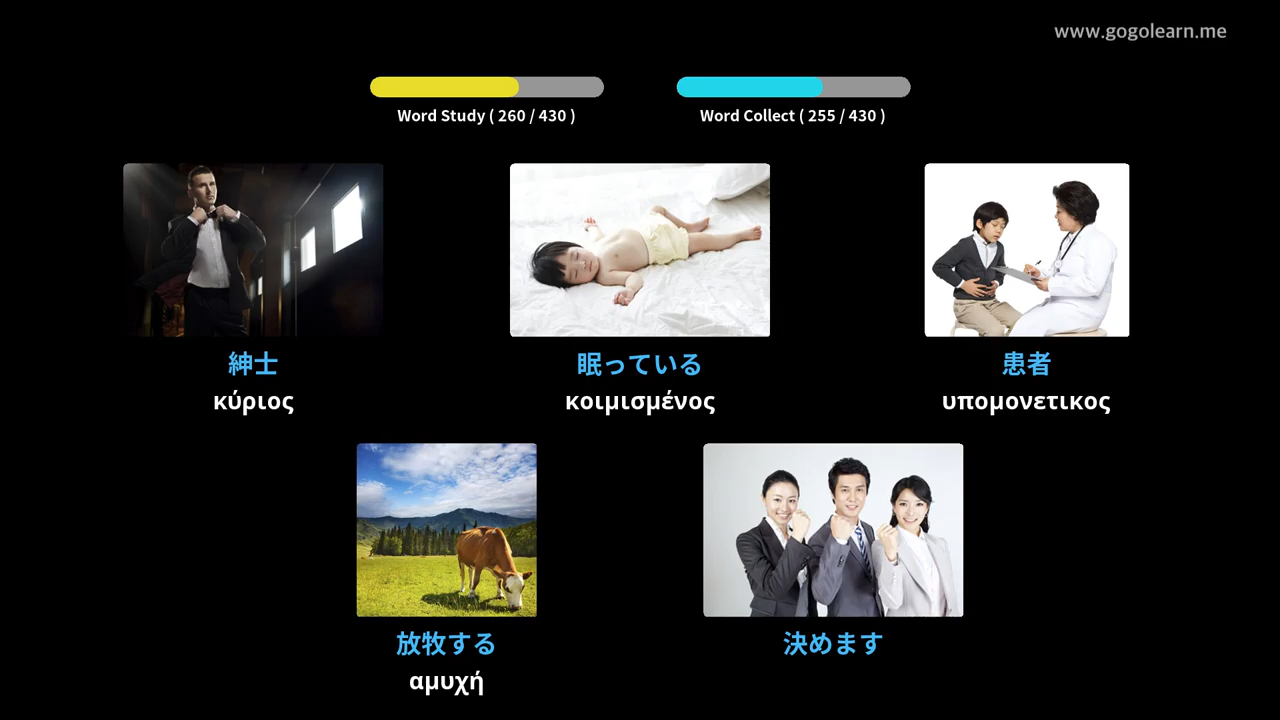 www.gogolearn.me
Word Study ( 260 / 430 )
Word Collect ( 255 / 430 )
紳士
κύριος
眠っている
κοιμισμένος
患者
υπομονετικος
放牧する
αμυχή
決めます